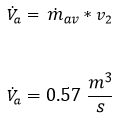 V̇ₐ = ṁₐᵥ * v₂
V̇ₐ = 0.57 m³/s